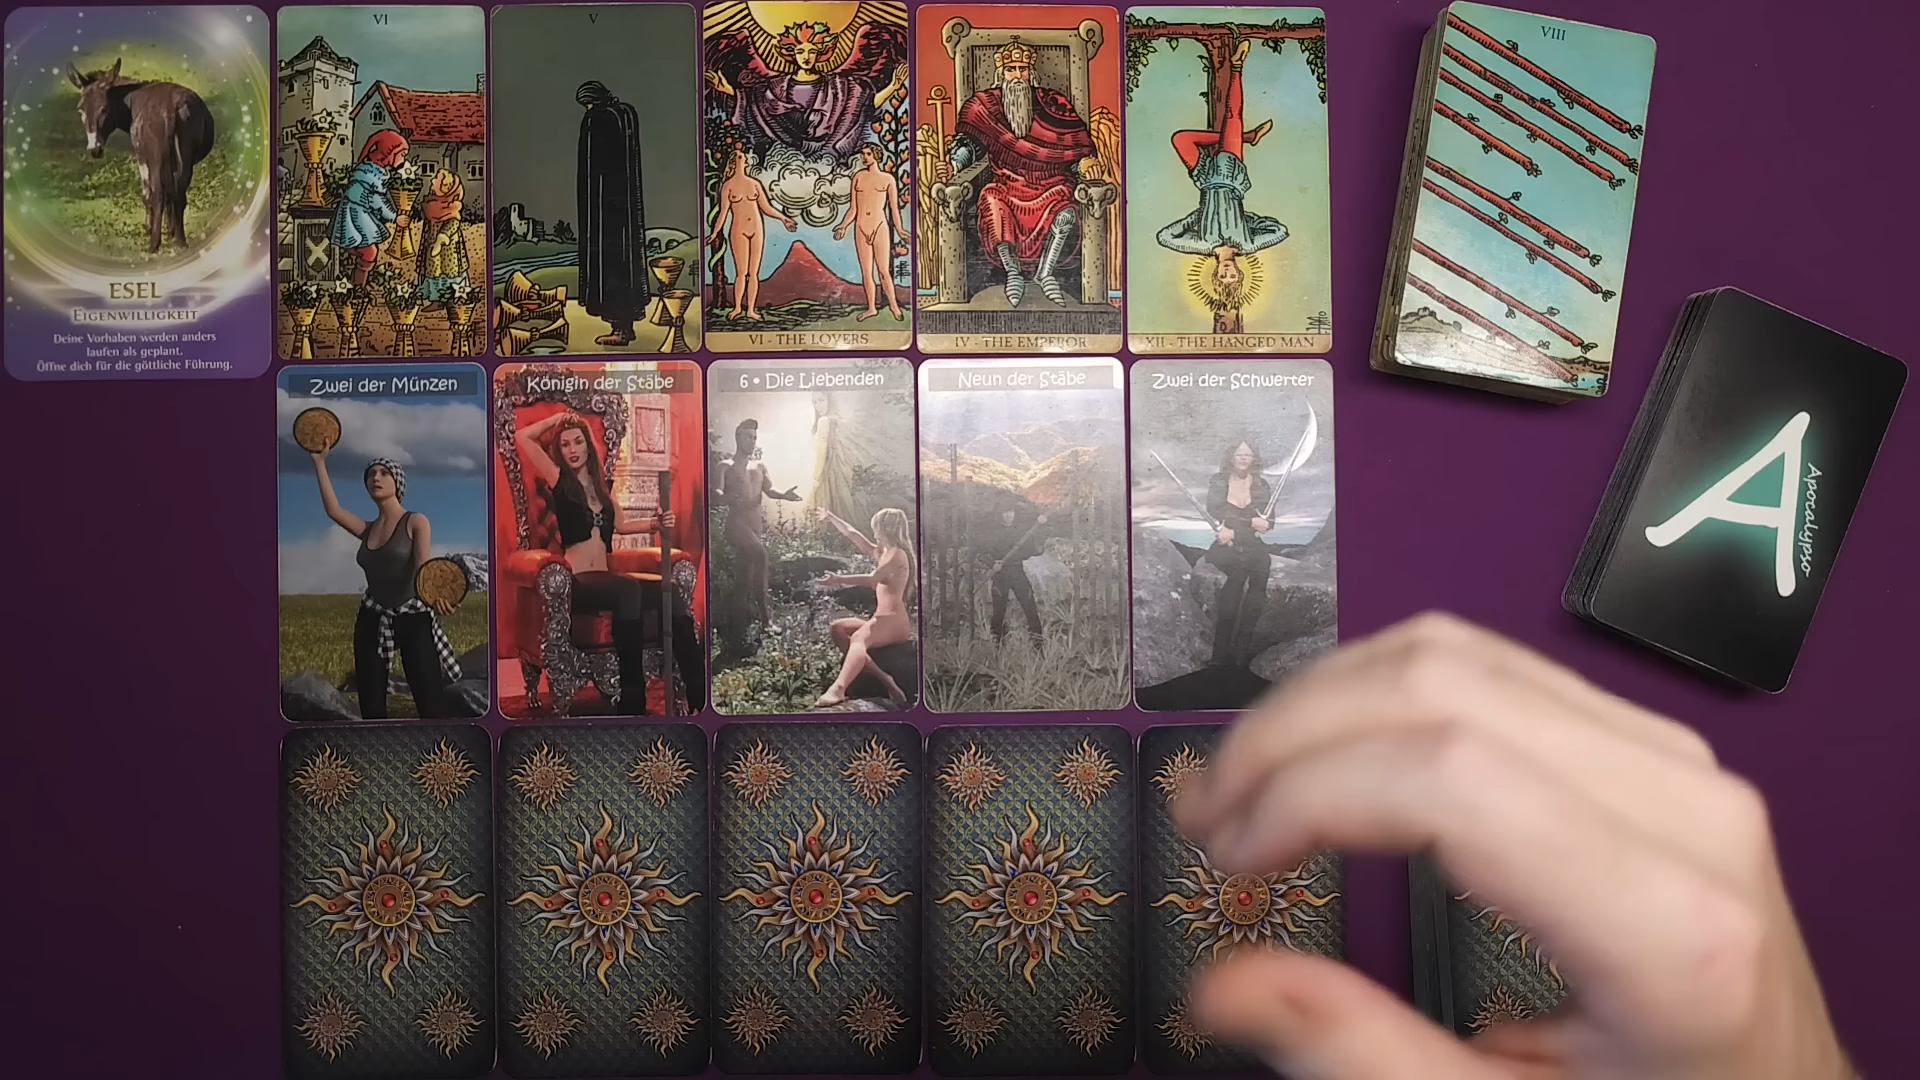 VI
V
VI - THE LOVERS
IV - THE EMPEROR
XII - THE HANGED MAN
VIII
ESEL
EIGENWILLIGKEIT
Deine Vorhaben werden anders
laufen als geplant.
Öffne dich für die göttliche Führung.
Zwei der Münzen
Königin der Stäbe
6 • Die Liebenden
Neun der Stäbe
Zwei der Schwerter
A
Apocalypso